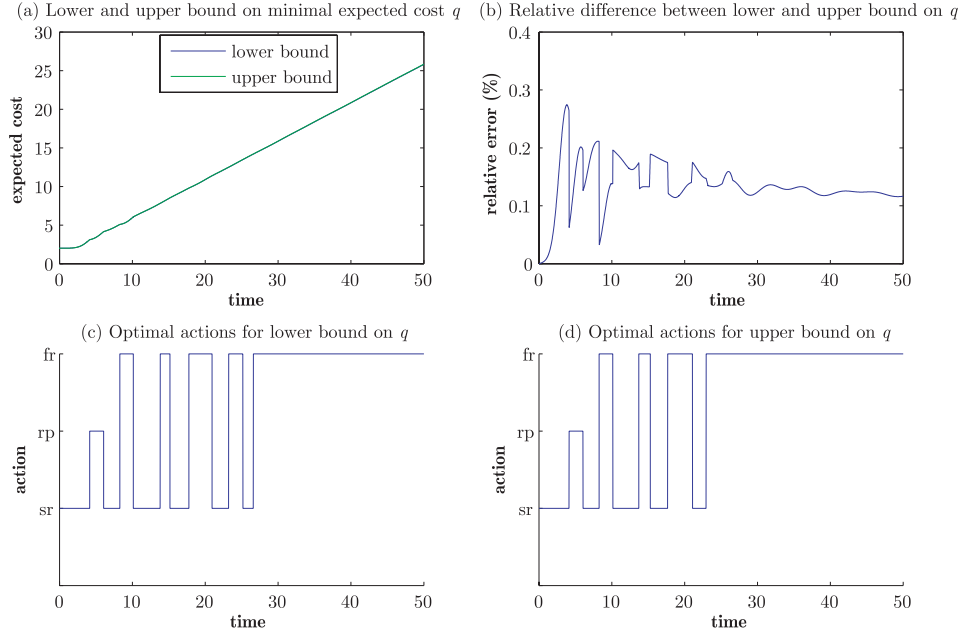 (a) Lower and upper bound on minimal expected cost q
30
25
20
15
10
5
0
0 10 20 30 40 50
expected cost
time
lower bound
upper bound
(b) Relative difference between lower and upper bound on q
0.4
0.3
0.2
0.1
0
0 10 20 30 40 50
relative error (%)
time
(c) Optimal actions for lower bound on q
fr
rp
sr
0 10 20 30 40 50
action
time
(d) Optimal actions for upper bound on q
fr
rp
sr
0 10 20 30 40 50
action
time